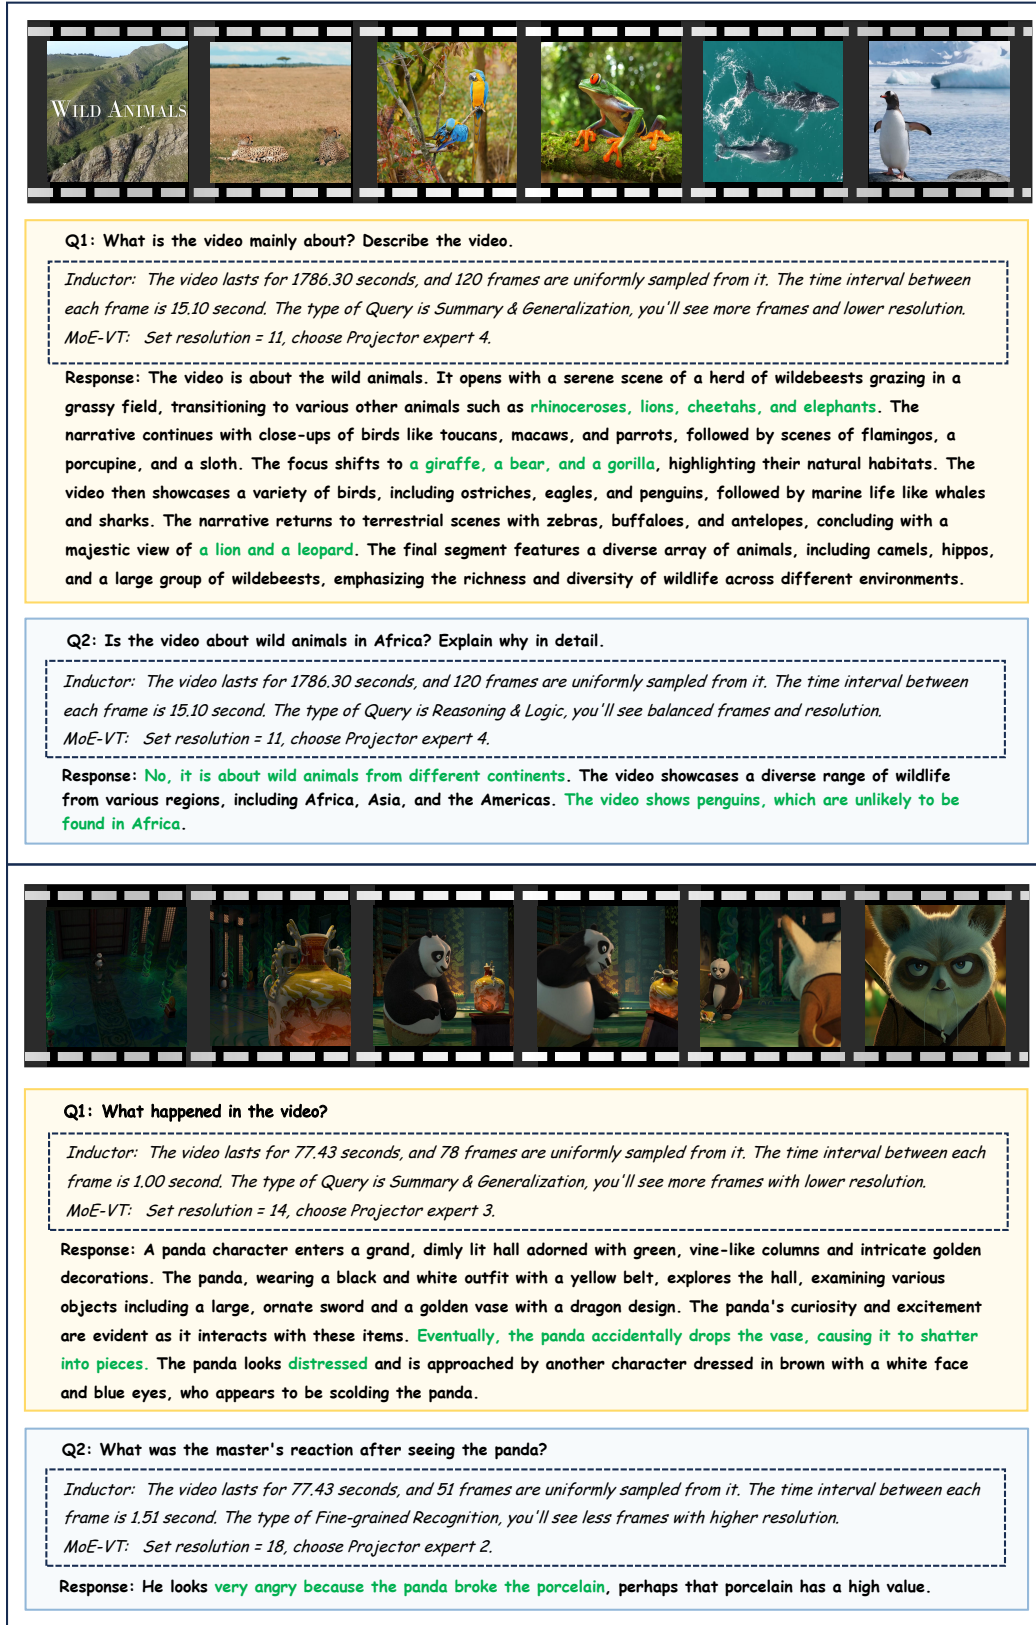 WILD ANIMALS
Q1: What is the video mainly about? Describe the video.
Inductor: The video lasts for 1786.30 seconds, and 120 frames are uniformly sampled from it. The time interval between
each frame is 15.10 second. The type of Query is Summary & Generalization, you'll see more frames and lower resolution.
MoE-VT: Set resolution = 11, choose Projector expert 4.
Response: The video is about the wild animals. It opens with a serene scene of a herd of wildebeests grazing in a
grassy field, transitioning to various other animals such as rhinoceroses, lions, cheetahs, and elephants. The
narrative continues with close-ups of birds like toucans, macaws, and parrots, followed by scenes of flamingos, a
porcupine, and a sloth. The focus shifts to a giraffe, a bear, and a gorilla, highlighting their natural habitats. The
video then showcases a variety of birds, including ostriches, eagles, and penguins, followed by marine life like whales
and sharks. The narrative returns to terrestrial scenes with zebras, buffaloes, and antelopes, concluding with a
majestic view of a lion and a leopard. The final segment features a diverse array of animals, including camels, hippos,
and a large group of wildebeests, emphasizing the richness and diversity of wildlife across different environments.
Q2: Is the video about wild animals in Africa? Explain why in detail.
Inductor: The video lasts for 1786.30 seconds, and 120 frames are uniformly sampled from it. The time interval between
each frame is 15.10 second. The type of Query is Reasoning & Logic, you'll see balanced frames and resolution.
MoE-VT: Set resolution = 11, choose Projector expert 4.
Response: No, it is about wild animals from different continents. The video showcases a diverse range of wildlife
from various regions, including Africa, Asia, and the Americas. The video shows penguins, which are unlikely to be
found in Africa.
Q1: What happened in the video?
Inductor: The video lasts for 77.43 seconds, and 78 frames are uniformly sampled from it. The time interval between each
frame is 1.00 second. The type of Query is Summary & Generalization, you'll see more frames with lower resolution.
MoE-VT: Set resolution = 14, choose Projector expert 3.
Response: A panda character enters a grand, dimly lit hall adorned with green, vine-like columns and intricate golden
decorations. The panda, wearing a black and white outfit with a yellow belt, explores the hall, examining various
objects including a large, ornate sword and a golden vase with a dragon design. The panda's curiosity and excitement
are evident as it interacts with these items. Eventually, the panda accidentally drops the vase, causing it to shatter
into pieces. The panda looks distressed and is approached by another character dressed in brown with a white face
and blue eyes, who appears to be scolding the panda.
Q2: What was the master's reaction after seeing the panda?
Inductor: The video lasts for 77.43 seconds, and 51 frames are uniformly sampled from it. The time interval between each
frame is 1.51 second. The type of Fine-grained Recognition, you'll see less frames with higher resolution.
MoE-VT: Set resolution = 18, choose Projector expert 2.
Response: He looks very angry because the panda broke the porcelain, perhaps that porcelain has a high value.